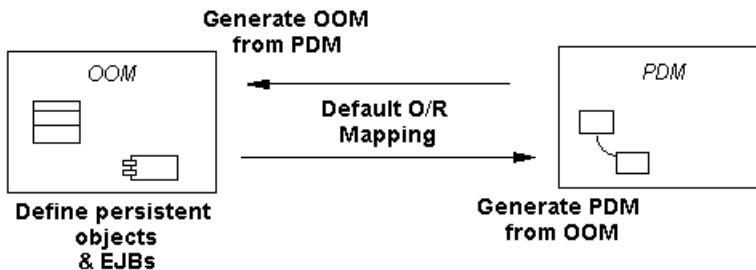 Generate OOM
from PDM
OOM
PDM
Default O/R
Mapping
Define persistent
objects
& EJBs
Generate PDM
from OOM